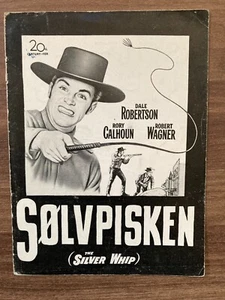 20th
CENTURY-FOX
DALE
ROBERTSON
RORY ROBERT
CALHOUN WAGNER
SØLVPISKEN
(THE SILVER WHIP)